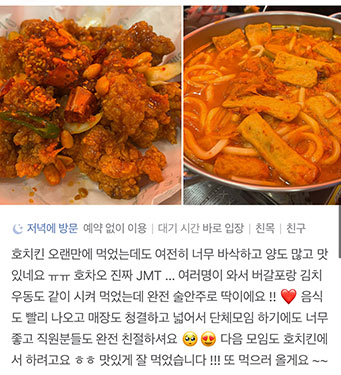 저녁에 방문 예약 없이 이용 | 대기 시간 바로 입장 | 친목 | 친구
호치킨 오랜만에 먹었는데도 여전히 너무 바삭하고 양도 많고 맛
있네요 ㅠㅠ 호차오 진짜 JMT ... 여러명이 와서 버갈포랑 김치
우동도 같이 시켜 먹었는데 완전 술안주로 딱이에요 !! ❤️ 음식
도 빨리 나오고 매장도 청결하고 넓어서 단체모임 하기에도 너무
좋고 직원분들도 완전 친절하셔요 🥺😍 다음 모임도 호치킨에
서 하려고요 ㅎㅎ 맛있게 잘 먹었습니다 !!! 또 먹으러 올게요 ~~